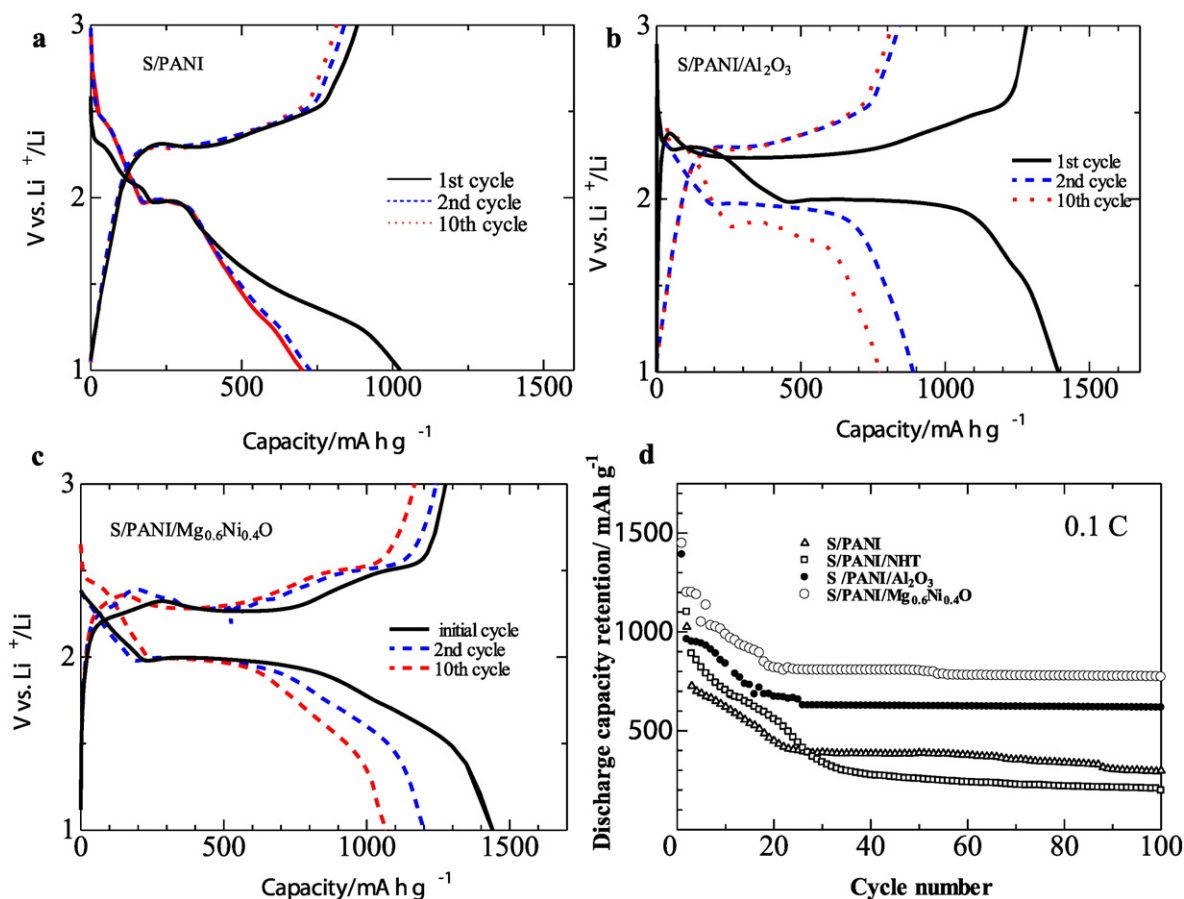 a
S/PANI
3
2
1
V vs. Li ⁺/Li
1st cycle
2nd cycle
10th cycle
0 500 1000 1500
Capacity/mA h g ⁻¹
b
S/PANI/Al₂O₃
3
2
1
V vs. Li ⁺/Li
1st cycle
2nd cycle
10th cycle
0 500 1000 1500
Capacity/mA h g ⁻¹
c
S/PANI/Mg₀.₆Ni₀.₄O
3
2
1
V vs. Li ⁺/Li
initial cycle
2nd cycle
10th cycle
0 500 1000 1500
Capacity/mA h g ⁻¹
d
0.1 C
S/PANI
S/PANI/NHT
S /PANI/Al₂O₃
S/PANI/Mg₀.₆Ni₀.₄O
1500
1000
500
Discharge capacity retention/ mAh g⁻¹
0 20 40 60 80 100
Cycle number